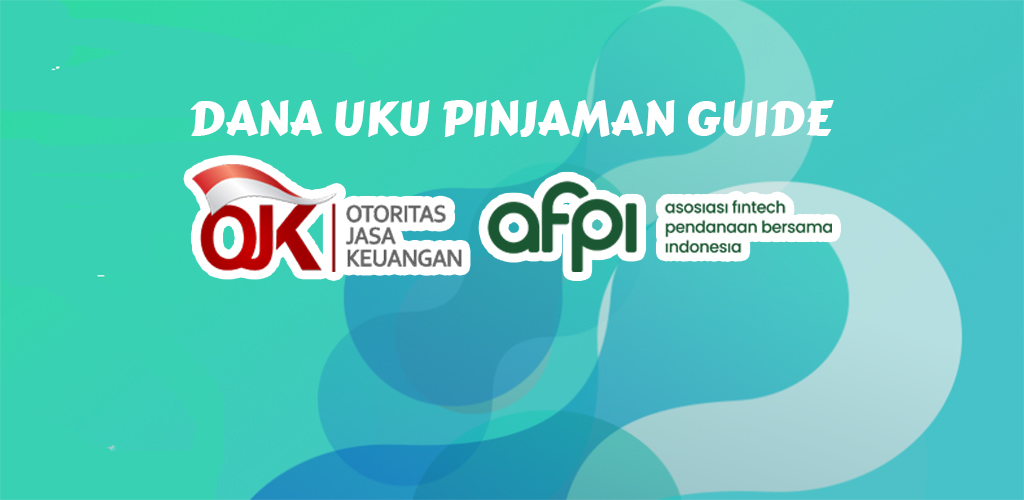 DANA UKU PINJAMAN GUIDE
OJK
OTORITAS
JASA
KEUANGAN
afpi
asosiasi fintech
pendanaan bersama
indonesia